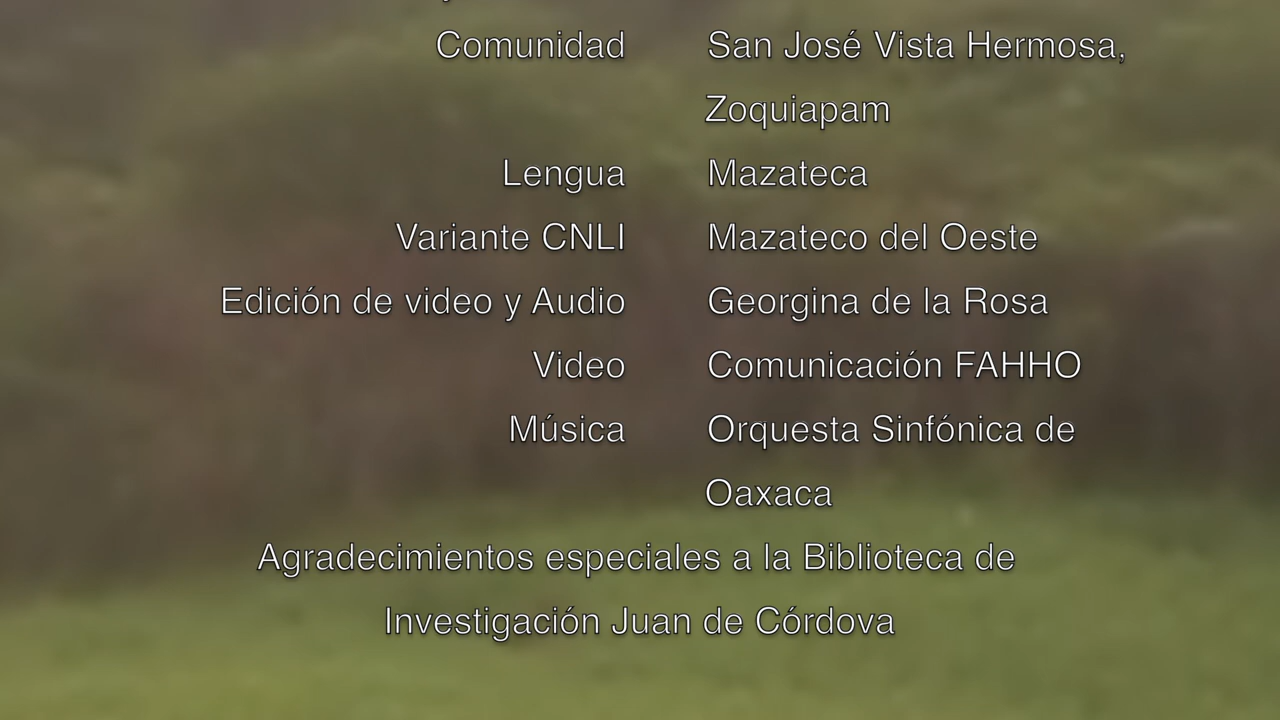 Comunidad San José Vista Hermosa,
Zoquiapam
Lengua Mazateca
Variante CNLI Mazateco del Oeste
Edición de video y Audio Georgina de la Rosa
Video Comunicación FAHHO
Música Orquesta Sinfónica de
Oaxaca
Agradecimientos especiales a la Biblioteca de
Investigación Juan de Córdova